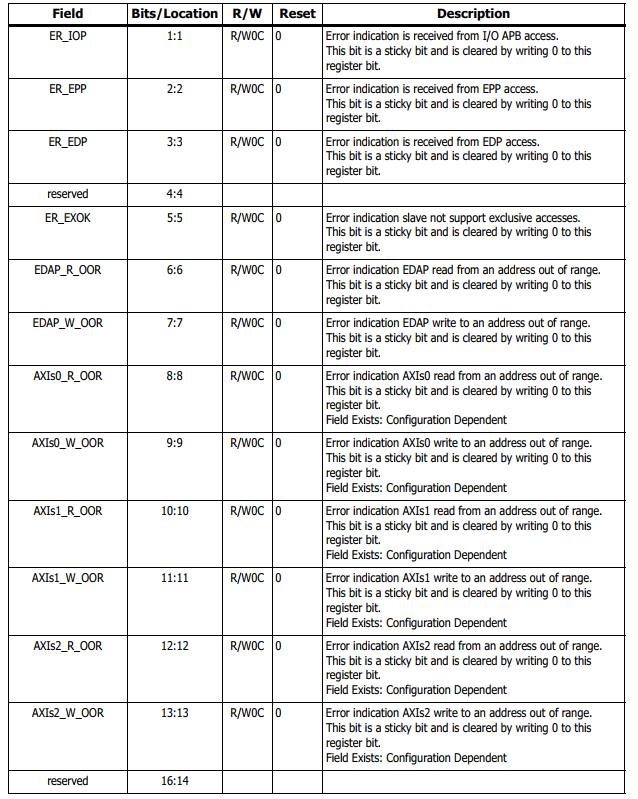 Field Bits/Location R/W Reset Description
ER_IOP 1:1 R/W0C 0 Error indication is received from I/O APB access.
This bit is a sticky bit and is cleared by writing 0 to this
register bit.
ER_EPP 2:2 R/W0C 0 Error indication is received from EPP access.
This bit is a sticky bit and is cleared by writing 0 to this
register bit.
ER_EDP 3:3 R/W0C 0 Error indication is received from EDP access.
This bit is a sticky bit and is cleared by writing 0 to this
register bit.
reserved 4:4
ER_EXOK 5:5 R/W0C 0 Error indication slave not support exclusive accesses.
This bit is a sticky bit and is cleared by writing 0 to this
register bit.
EDAP_R_OOR 6:6 R/W0C 0 Error indication EDAP read from an address out of range.
This bit is a sticky bit and is cleared by writing 0 to this
register bit.
EDAP_W_OOR 7:7 R/W0C 0 Error indication EDAP write to an address out of range.
This bit is a sticky bit and is cleared by writing 0 to this
register bit.
AXIs0_R_OOR 8:8 R/W0C 0 Error indication AXIs0 read from an address out of range.
This bit is a sticky bit and is cleared by writing 0 to this
register bit.
Field Exists: Configuration Dependent
AXIs0_W_OOR 9:9 R/W0C 0 Error indication AXIs0 write to an address out of range.
This bit is a sticky bit and is cleared by writing 0 to this
register bit.
Field Exists: Configuration Dependent
AXIs1_R_OOR 10:10 R/W0C 0 Error indication AXIs1 read from an address out of range.
This bit is a sticky bit and is cleared by writing 0 to this
register bit.
Field Exists: Configuration Dependent
AXIs1_W_OOR 11:11 R/W0C 0 Error indication AXIs1 write to an address out of range.
This bit is a sticky bit and is cleared by writing 0 to this
register bit.
Field Exists: Configuration Dependent
AXIs2_R_OOR 12:12 R/W0C 0 Error indication AXIs2 read from an address out of range.
This bit is a sticky bit and is cleared by writing 0 to this
register bit.
Field Exists: Configuration Dependent
AXIs2_W_OOR 13:13 R/W0C 0 Error indication AXIs2 write to an address out of range.
This bit is a sticky bit and is cleared by writing 0 to this
register bit.
Field Exists: Configuration Dependent
reserved 16:14